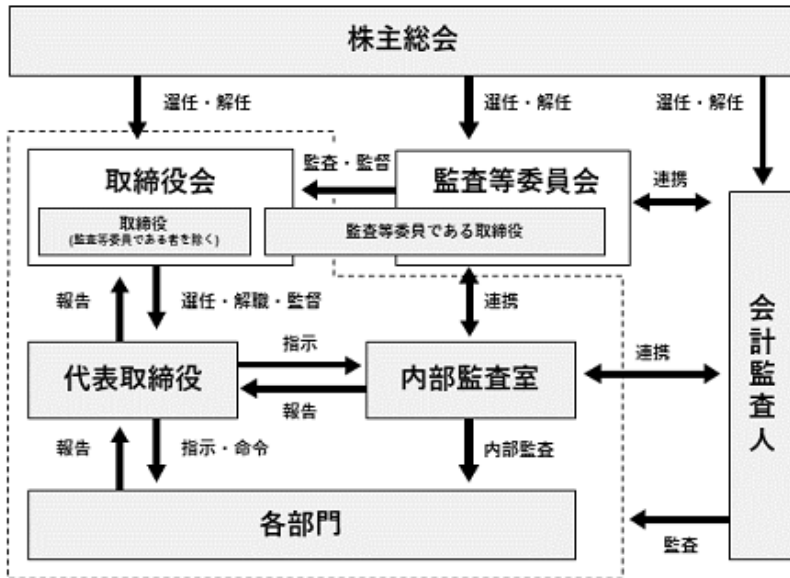 株主総会
選任・解任
選任・解任
選任・解任
取締役会
監査・監督
監査等委員会
連携
取締役
(監査等委員である者を除く)
監査等委員である取締役
報告
選任・解職・監督
連携
指示
代表取締役
内部監査室
連携
会計監査人
報告
報告
指示・命令
内部監査
各部門
監査